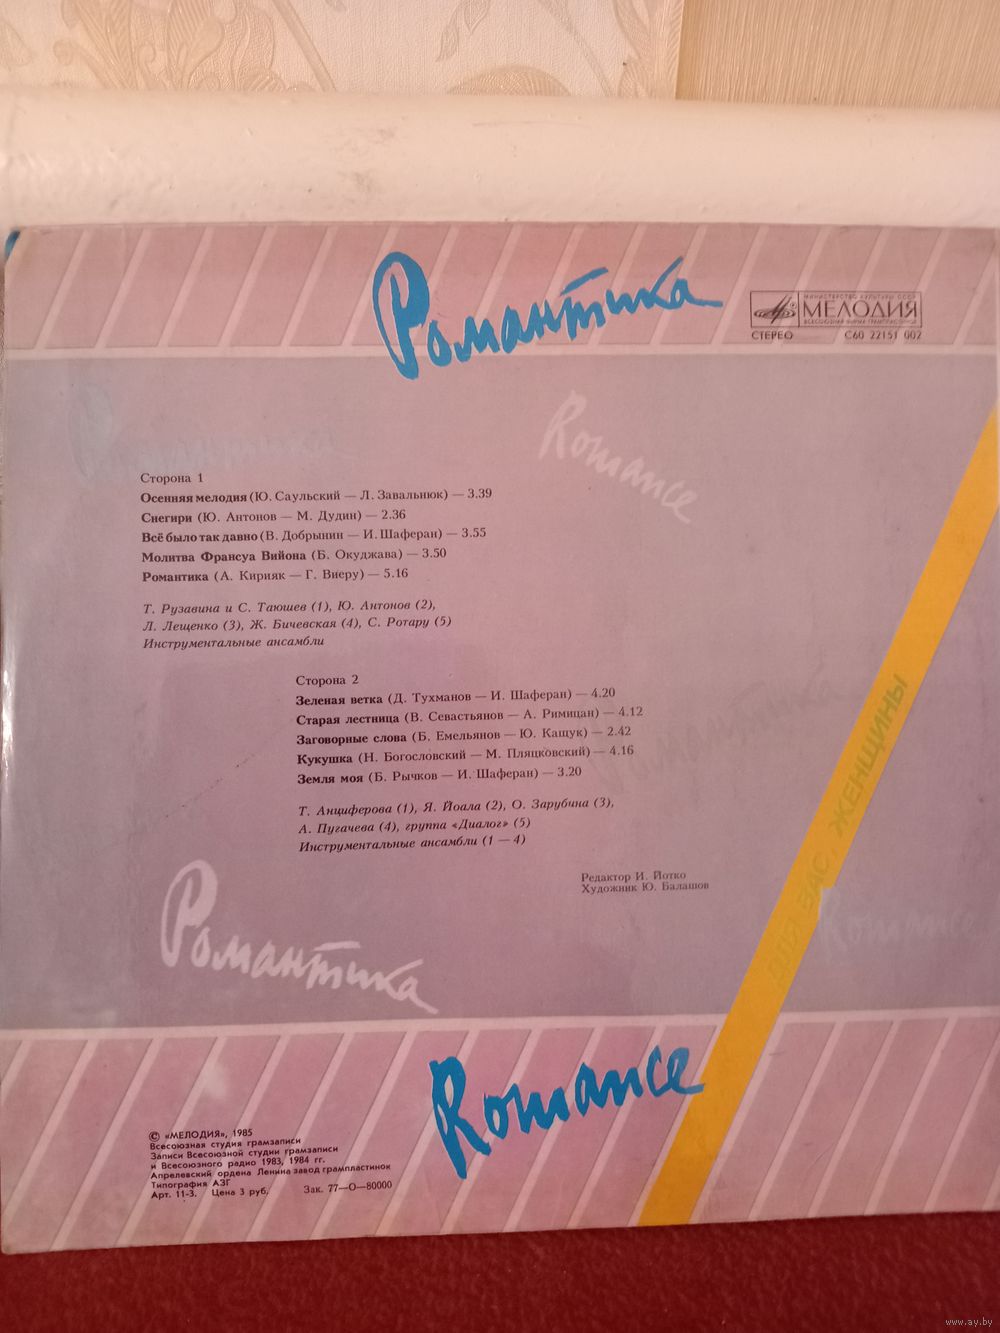 Романтика
МИНИСТЕРСТВО КУЛЬТУРЫ СССР
МЕЛОДИЯ
ВСЕСОЮЗНАЯ ФИРМА ГРАМПЛАСТИНОК
СТЕРЕО С60 22151 002
Романтика
Romance
Сторона 1
Осенняя мелодия (Ю. Саульский — Л. Завальнюк) — 3.39
Снегири (Ю. Антонов — М. Дудин) — 2.36
Всё было так давно (В. Добрынин — И. Шаферан) — 3.55
Молитва Франсуа Вийона (Б. Окуджава) — 3.50
Романтика (А. Кирияк — Г. Виеру) — 5.16
Т. Рузавина и С. Таюшев (1), Ю. Антонов (2),
Л. Лещенко (3), Ж. Бичевская (4), С. Ротару (5)
Инструментальные ансамбли
Сторона 2
Зеленая ветка (Д. Тухманов — И. Шаферан) — 4.20
Старая лестница (В. Севастьянов — А. Римицан) — 4.12
Заговорные слова (Б. Емельянов — Ю. Кащук) — 2.42
Кукушка (Н. Богословский — М. Пляцковский) — 4.16
Земля моя (Б. Рычков — И. Шаферан) — 3.20
Т. Анциферова (1), Я. Йоала (2), О. Зарубина (3),
А. Пугачева (4), группа «Диалог» (5)
Инструментальные ансамбли (1 — 4)
Романтика
ДЛЯ ВАС, ЖЕНЩИНЫ
Редактор И. Йотко
Художник Ю. Балашов
Romance
Романтика
Romance
© «МЕЛОДИЯ», 1985
Всесоюзная студия грамзаписи
Записи Всесоюзной студии грамзаписи
и Всесоюзного радио 1983, 1984 гг.
Апрелевский ордена Ленина завод грампластинок
Типография АЗГ
Арт. 11-3. Цена 3 руб. Зак. 77—О—80000
www.ay.by